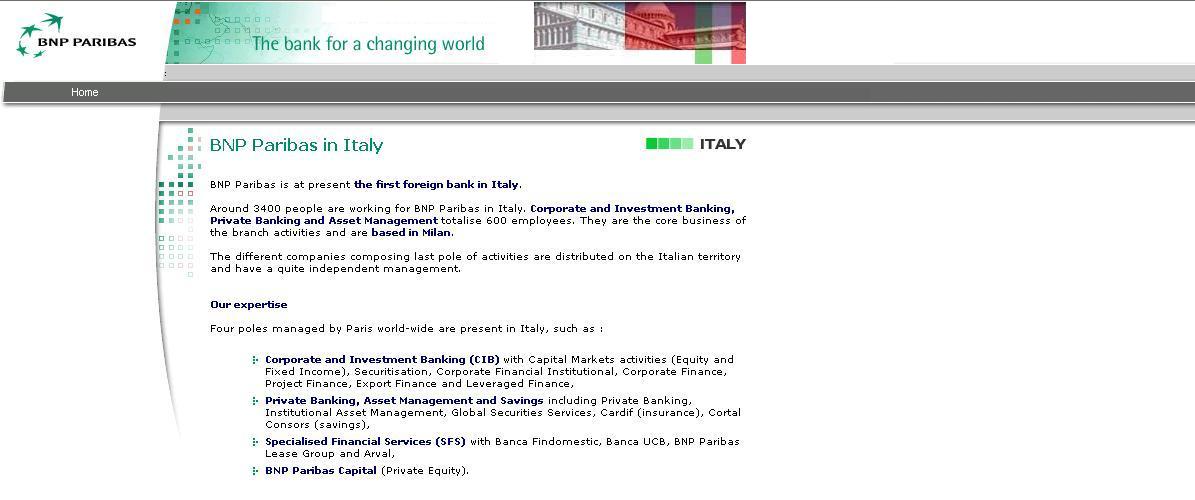 BNP PARIBAS
The bank for a changing world
:
Home
BNP Paribas in Italy
ITALY
BNP Paribas is at present the first foreign bank in Italy.
Around 3400 people are working for BNP Paribas in Italy. Corporate and Investment Banking,
Private Banking and Asset Management totalise 600 employees. They are the core business of
the branch activities and are based in Milan.
The different companies composing last pole of activities are distributed on the Italian territory
and have a quite independent management.
Our expertise
Four poles managed by Paris world-wide are present in Italy, such as :
Corporate and Investment Banking (CIB) with Capital Markets activities (Equity and
Fixed Income), Securitisation, Corporate Financial Institutional, Corporate Finance,
Project Finance, Export Finance and Leveraged Finance,
Private Banking, Asset Management and Savings including Private Banking,
Institutional Asset Management, Global Securities Services, Cardif (insurance), Cortal
Consors (savings),
Specialised Financial Services (SFS) with Banca Findomestic, Banca UCB, BNP Paribas
Lease Group and Arval,
BNP Paribas Capital (Private Equity).